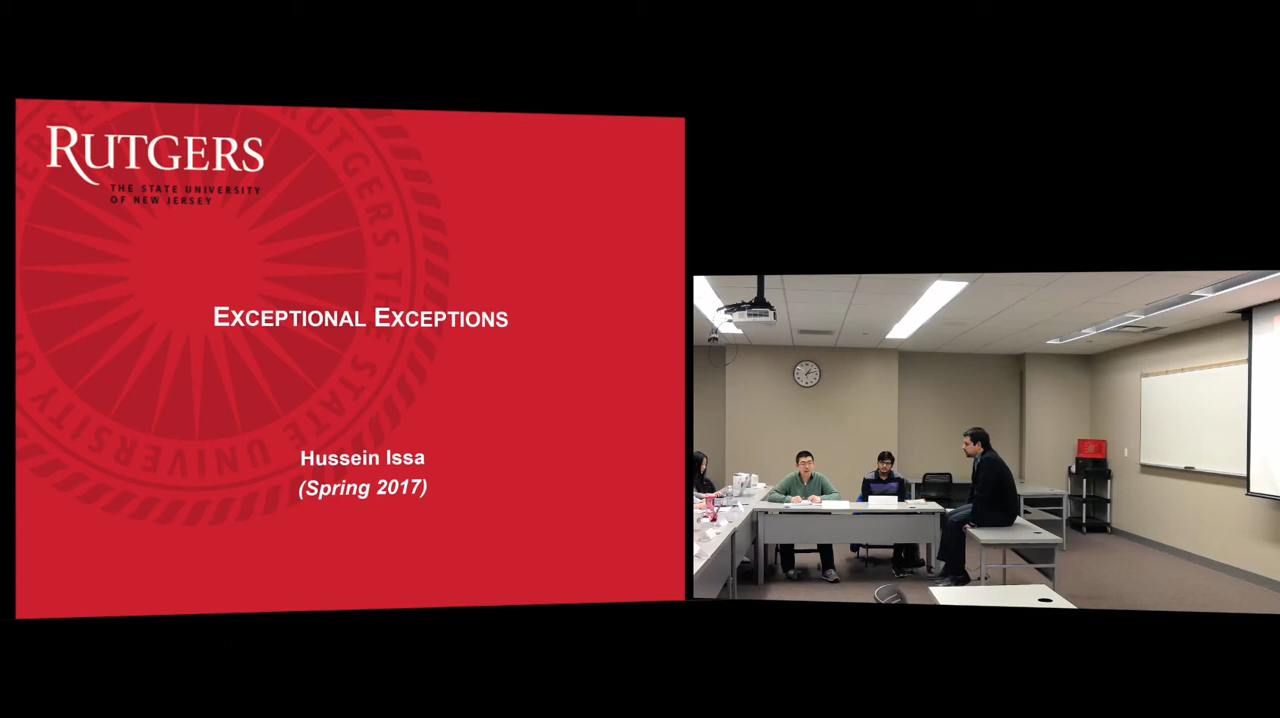 RUTGERS
THE STATE UNIVERSITY
OF NEW JERSEY
EXCEPTIONAL EXCEPTIONS
Hussein Issa
(Spring 2017)